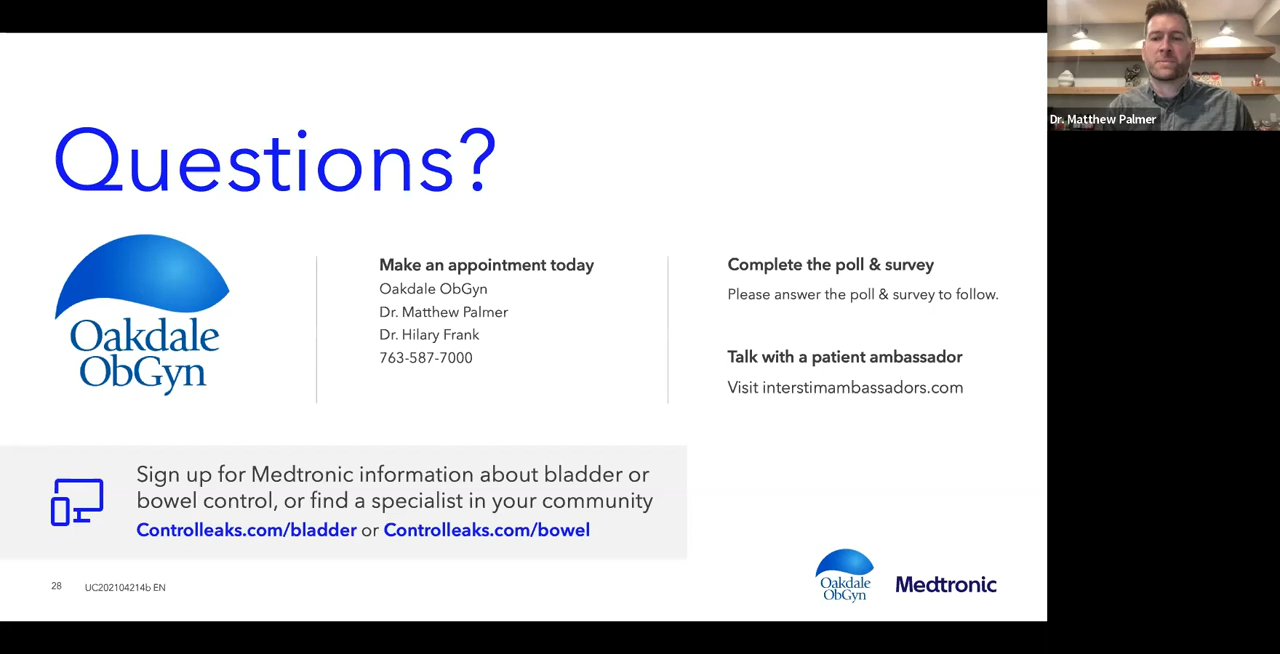 Questions?
Oakdale
ObGyn
Make an appointment today
Oakdale ObGyn
Dr. Matthew Palmer
Dr. Hilary Frank
763-587-7000
Complete the poll & survey
Please answer the poll & survey to follow.
Talk with a patient ambassador
Visit interstimambassadors.com
Sign up for Medtronic information about bladder or
bowel control, or find a specialist in your community
Controlleaks.com/bladder or Controlleaks.com/bowel
28 UC202104214b EN
Oakdale
ObGyn
Medtronic
Dr. Matthew Palmer